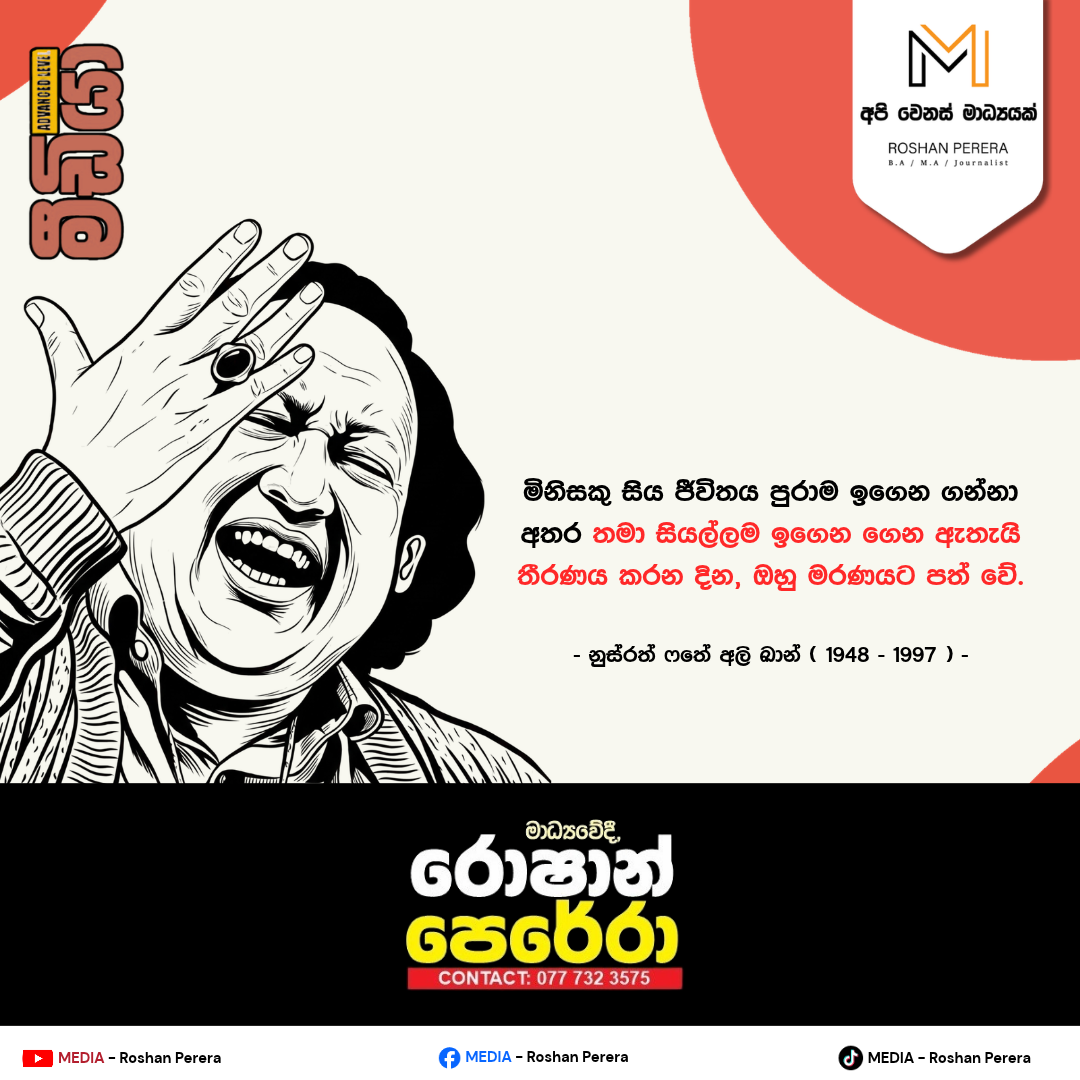 මීඩියා
ADVANCED LEVEL
M
අපි වෙනස් මාධ්‍යයක්
ROSHAN PERERA
B.A / M.A / Journalist
මිනිසකු සිය ජීවිතය පුරාම ඉගෙන ගන්නා
අතර තමා සියල්ලම ඉගෙන ගෙන ඇතැයි
තීරණය කරන දින, ඔහු මරණයට පත් වේ.
- නුස්රත් ෆතේ අලි ඛාන් ( 1948 - 1997 ) -
මාධ්‍යවේදී,
රොෂාන්
පෙරේරා
CONTACT: 077 732 3575
MEDIA - Roshan Perera
MEDIA - Roshan Perera
MEDIA - Roshan Perera